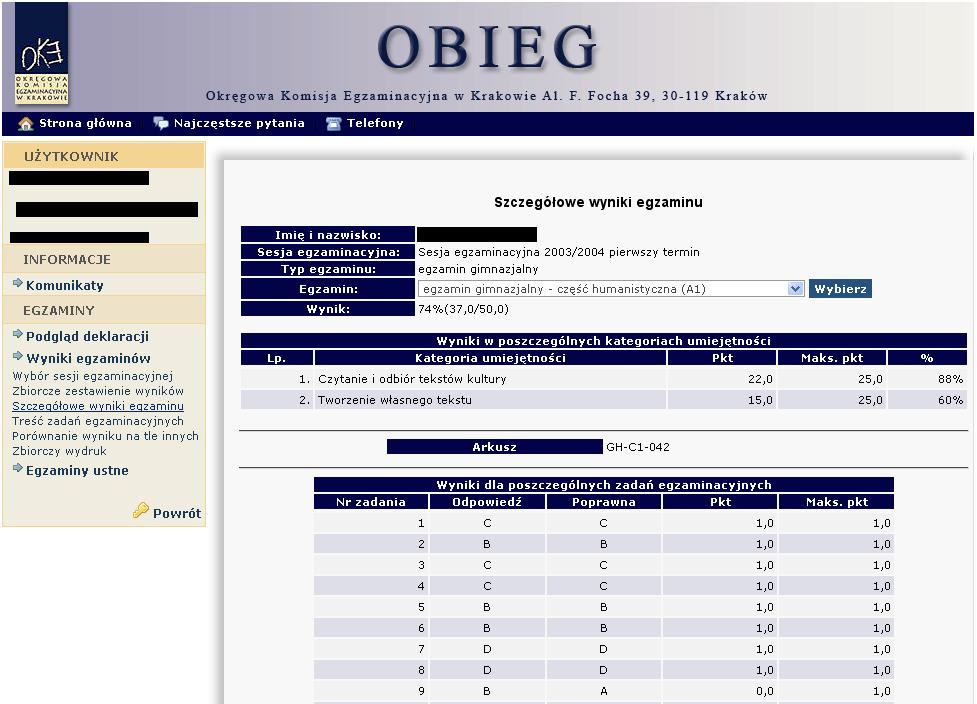 OKE
OKRĘGOWA
KOMISJA
EGZAMINACYJNA
W KRAKOWIE
OBIEG
Okręgowa Komisja Egzaminacyjna w Krakowie Al. F. Focha 39, 30-119 Kraków
Strona główna Najczęstsze pytania Telefony
UŻYTKOWNIK
INFORMACJE
Komunikaty
EGZAMINY
Podgląd deklaracji
Wyniki egzaminów
Wybór sesji egzaminacyjnej
Zbiorcze zestawienie wyników
Szczegółowe wyniki egzaminu
Treść zadań egzaminacyjnych
Porównanie wyniku na tle innych
Zbiorczy wydruk
Egzaminy ustne
Powrót
Szczegółowe wyniki egzaminu
Imię i nazwisko:
Sesja egzaminacyjna: Sesja egzaminacyjna 2003/2004 pierwszy termin
Typ egzaminu: egzamin gimnazjalny
Egzamin: egzamin gimnazjalny - część humanistyczna (A1) Wybierz
Wynik: 74%(37,0/50,0)
Wyniki w poszczególnych kategoriach umiejętności
Lp. Kategoria umiejętności Pkt Maks. pkt %
1. Czytanie i odbiór tekstów kultury 22,0 25,0 88%
2. Tworzenie własnego tekstu 15,0 25,0 60%
Arkusz GH-C1-042
Wyniki dla poszczególnych zadań egzaminacyjnych
Nr zadania Odpowiedź Poprawna Pkt Maks. pkt
1 C C 1,0 1,0
2 B B 1,0 1,0
3 C C 1,0 1,0
4 C C 1,0 1,0
5 B B 1,0 1,0
6 B B 1,0 1,0
7 D D 1,0 1,0
8 D D 1,0 1,0
9 B A 0,0 1,0